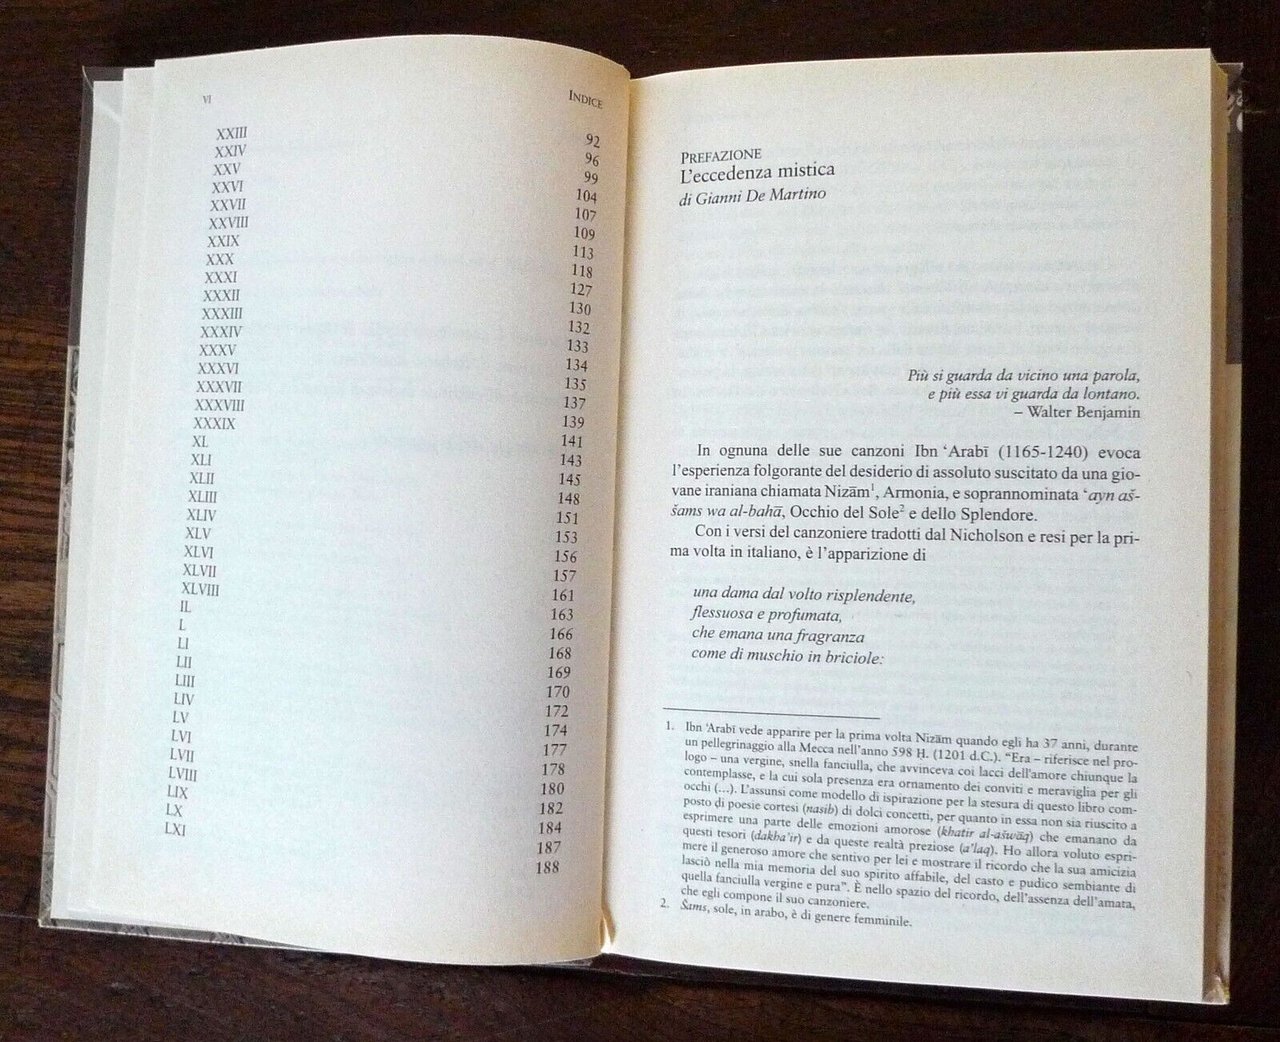 VI INDICE
XXIII 92
XXIV 96
XXV 99
XXVI 104
XXVII 107
XXVIII 109
XXIX 113
XXX 118
XXXI 127
XXXII 130
XXXIII 132
XXXIV 133
XXXV 134
XXXVI 135
XXXVII 137
XXXVIII 139
XXXIX 141
XL 143
XLI 145
XLII 148
XLIII 151
XLIV 153
XLV 156
XLVI 157
XLVII 161
XLVIII 163
IL 166
L 168
LI 169
LII 170
LIII 172
LIV 174
LV 177
LVI 178
LVII 180
LVIII 182
LIX 184
LX 187
LXI 188
PREFAZIONE
L'eccedenza mistica
di Gianni De Martino
Più si guarda da vicino una parola,
e più essa vi guarda da lontano.
– Walter Benjamin
In ognuna delle sue canzoni Ibn ʻArabī (1165-1240) evoca
l'esperienza folgorante del desiderio di assoluto suscitato da una gio-
vane iraniana chiamata Nizām¹, Armonia, e soprannominata ʻayn aš-
šams wa al-bahā, Occhio del Sole² e dello Splendore.
Con i versi del canzoniere tradotti dal Nicholson e resi per la pri-
ma volta in italiano, è l'apparizione di
una dama dal volto risplendente,
flessuosa e profumata,
che emana una fragranza
come di muschio in briciole:
1. Ibn ʻArabī vede apparire per la prima volta Nizām quando egli ha 37 anni, durante
un pellegrinaggio alla Mecca nell'anno 598 Ḥ. (1201 d.C.). “Era – riferisce nel pro-
logo – una vergine, snella fanciulla, che avvinceva coi lacci dell'amore chiunque la
contemplasse, e la cui sola presenza era ornamento dei conviti e meraviglia per gli
occhi (…). L'assunsi come modello di ispirazione per la stesura di questo libro com-
posto di poesie cortesi (nasib) di dolci concetti, per quanto in essa non sia riuscito a
esprimere una parte delle emozioni amorose (khatir al-ašwāq) che emanano da
questi tesori (dakha'ir) e da queste realtà preziose (a'laq). Ho allora voluto espri-
mere il generoso amore che sentivo per lei e mostrare il ricordo che la sua amicizia
lasciò nella mia memoria del suo spirito affabile, del casto e pudico sembiante di
quella fanciulla vergine e pura”. È nello spazio del ricordo, dell'assenza dell'amata,
che egli compone il suo canzoniere.
2. Šams, sole, in arabo, è di genere femminile.